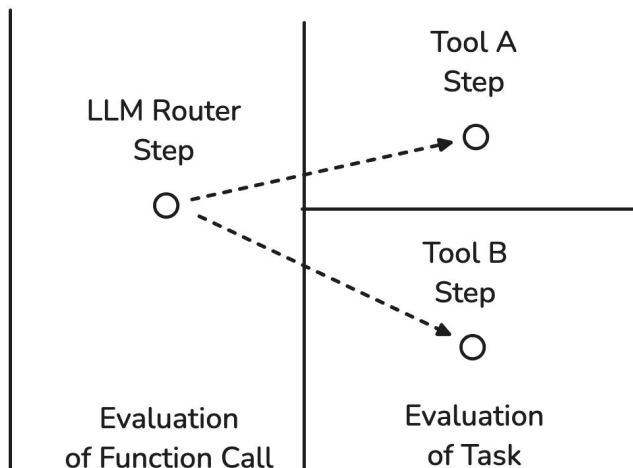 LLM Router
Step
Tool A
Step
Tool B
Step
Evaluation
of Function Call
Evaluation
of Task